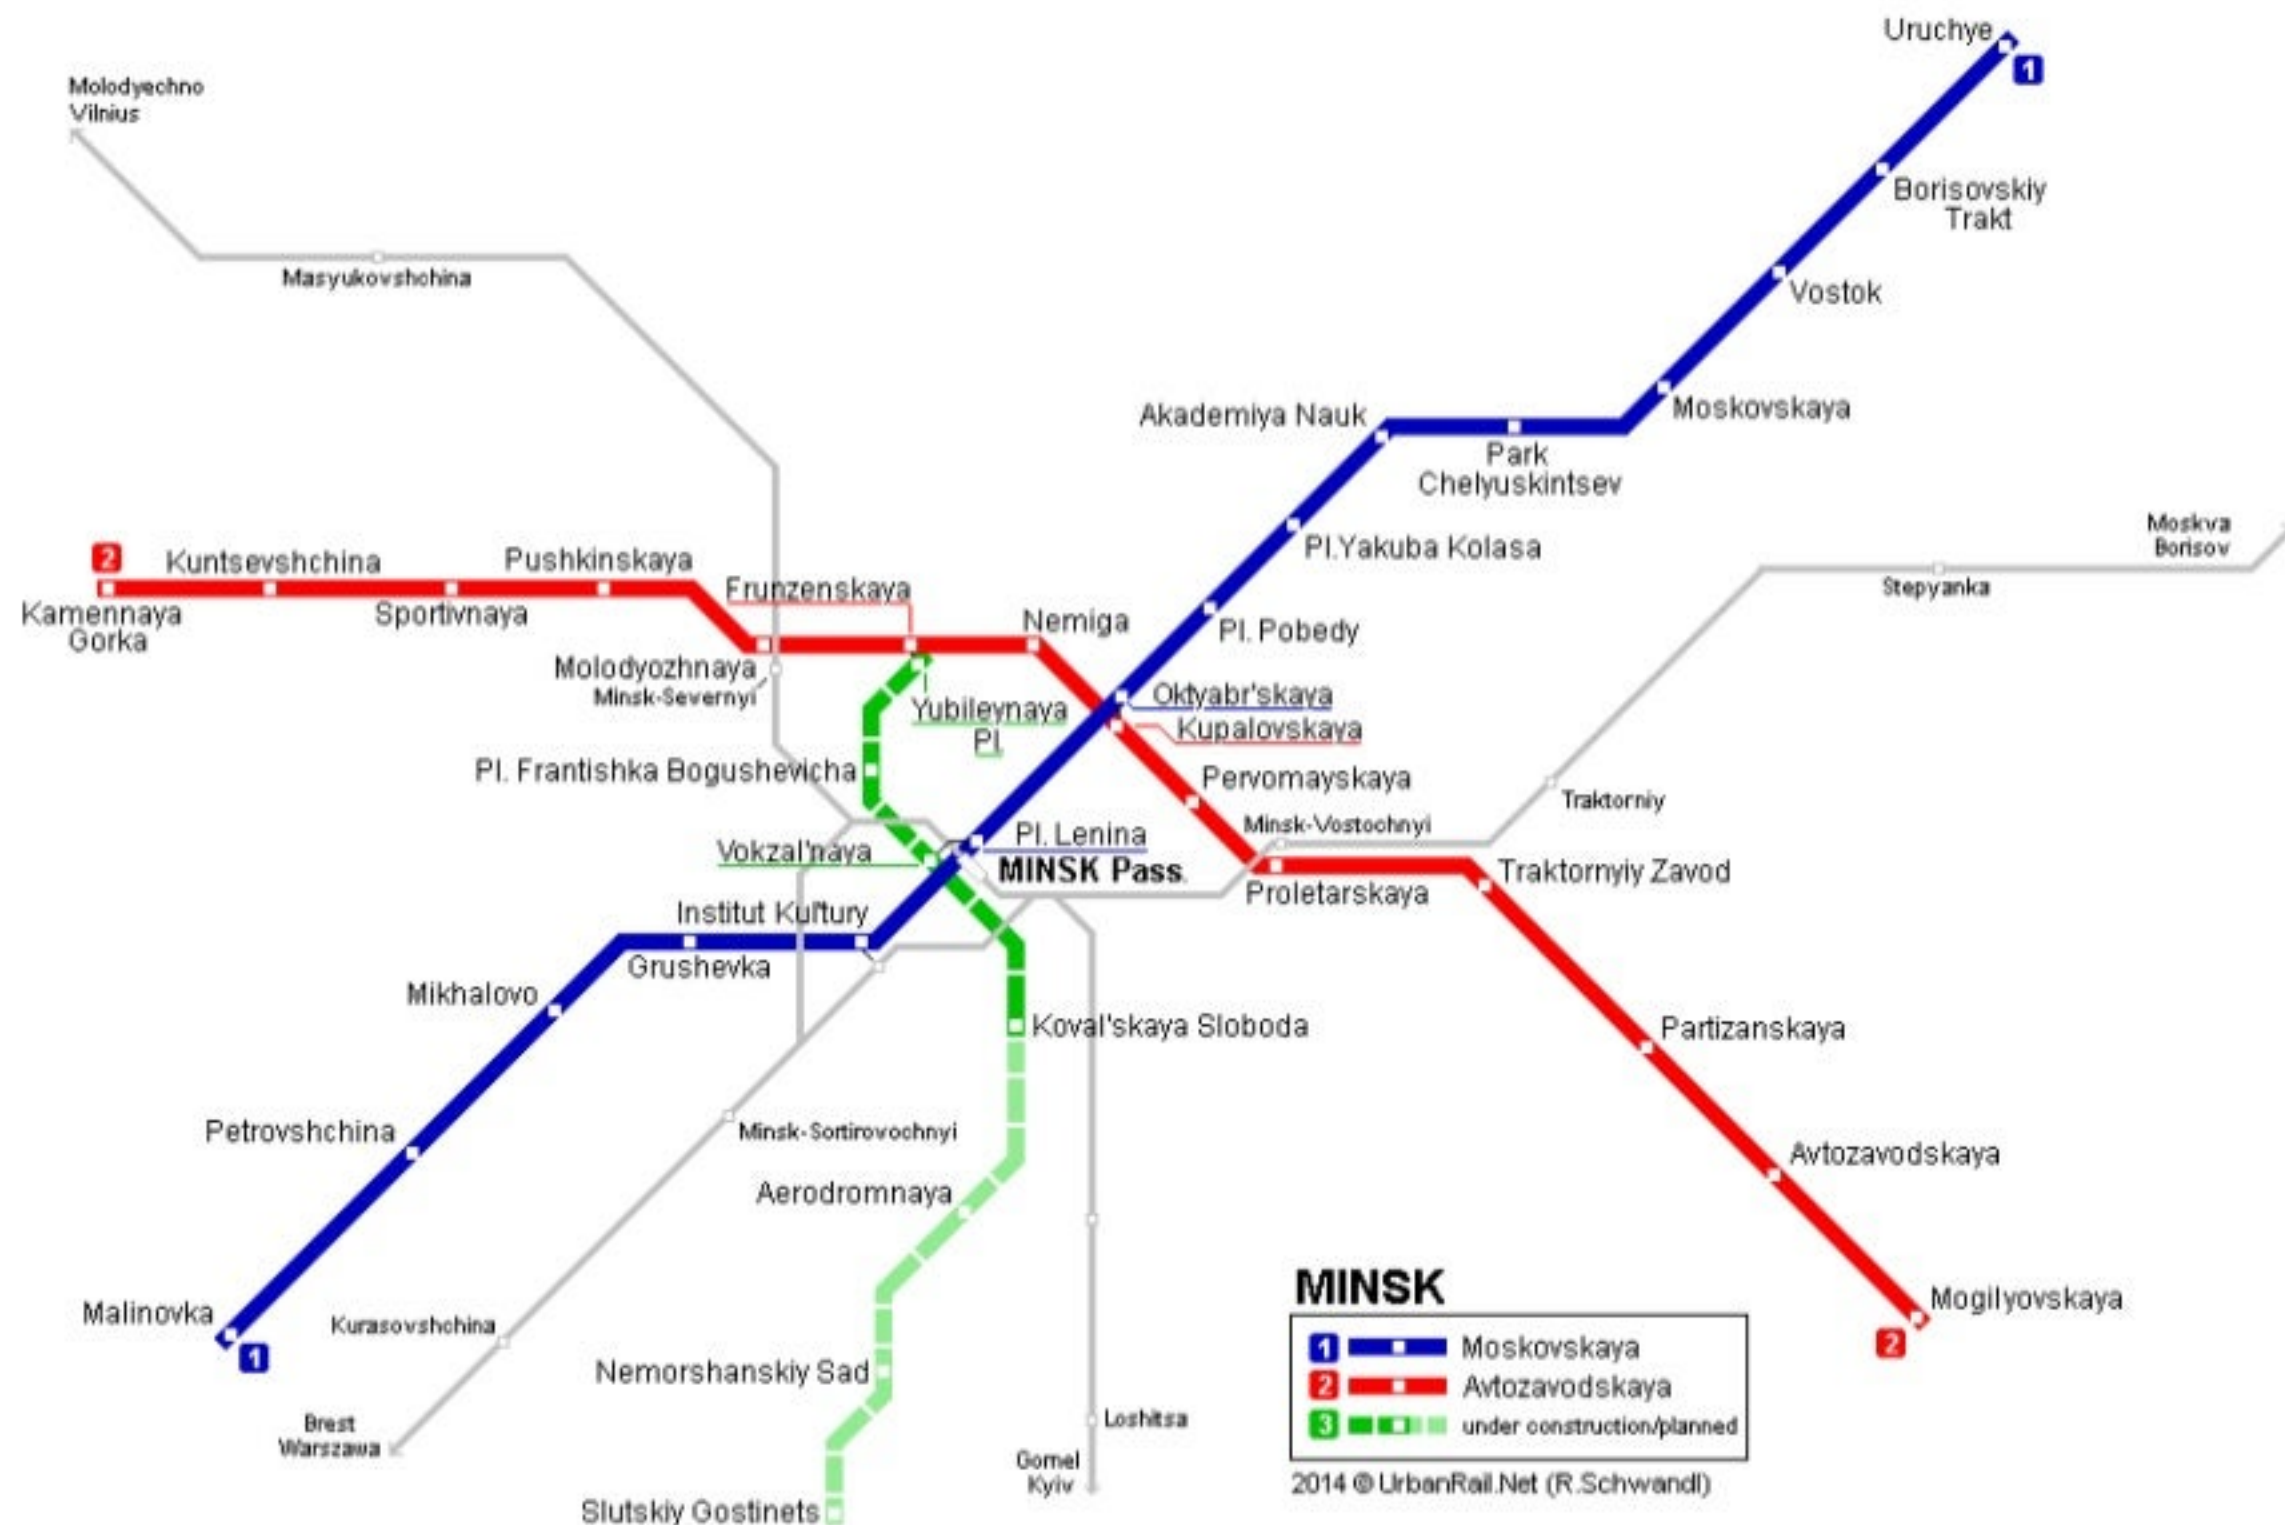 Uruchye
1
Molodyechno
Vilnius
Borisovskiy
Trakt
Masyukovshchina
Vostok
Moskovskaya
Akademiya Nauk
Park
Chelyuskintsev
Pl.Yakuba Kolasa
Moskva
Borisov
Stepyanka
2
Kuntsevshchina
Pushkinskaya
Frunzenskaya
Kamennaya
Gorka
Sportivnaya
Nemiga
Pl. Pobedy
Molodyozhnaya
Minsk-Severnyi
Oktyabr'skaya
Yubileynaya
Pl.
Kupalovskaya
Pl. Frantishka Bogushevicha
Pervomayskaya
Traktorniy
Minsk-Vostochnyi
Pl. Lenina
Vokzal'naya
MINSK Pass.
Traktornyiy Zavod
Proletarskaya
Institut Kul'tury
Grushevka
Mikhalovo
Koval'skaya Sloboda
Partizanskaya
Petrovshchina
Minsk-Sortirovochnyi
Avtozavodskaya
Aerodromnaya
Malinovka
1
Kurasovshchina
Mogilyovskaya
2
Nemorshanskiy Sad
Brest
Warszawa
Loshitsa
Gomel
Kyiv
Slutskiy Gostinets
MINSK
1 Moskovskaya
2 Avtozavodskaya
3 under construction/planned
2014 © UrbanRail.Net (R.Schwandl)